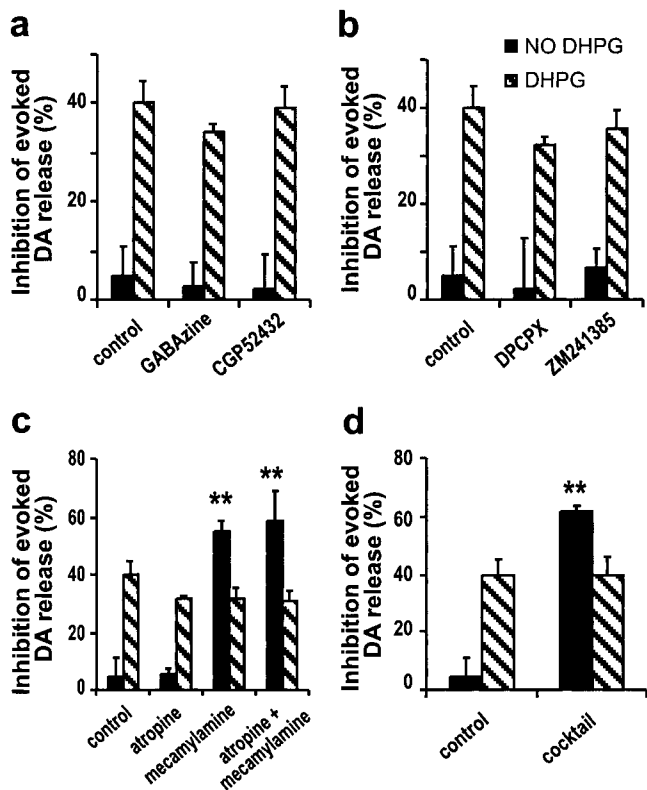 a
Inhibition of evoked
DA release (%)
40
20
0
control
GABAzine
CGP52432
b
NO DHPG
DHPG
Inhibition of evoked
DA release (%)
40
20
0
control
DPCPX
ZM241385
c
Inhibition of evoked
DA release (%)
80
60
40
20
0
**
**
control
atropine
mecamylamine
atropine +
mecamylamine
d
Inhibition of evoked
DA release (%)
80
60
40
20
0
**
control
cocktail